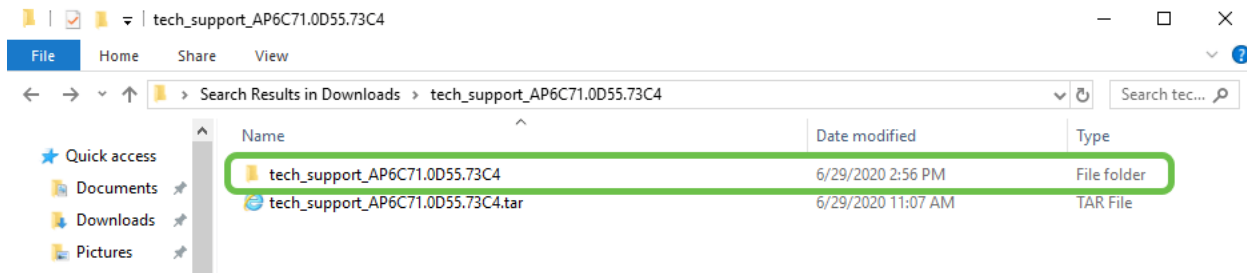 tech_support_AP6C71.0D55.73C4
File Home Share View
Search Results in Downloads > tech_support_AP6C71.0D55.73C4 Search tec...
Name Date modified Type
Quick access
tech_support_AP6C71.0D55.73C4 6/29/2020 2:56 PM File folder
Documents
tech_support_AP6C71.0D55.73C4.tar 6/29/2020 11:07 AM TAR File
Downloads
Pictures